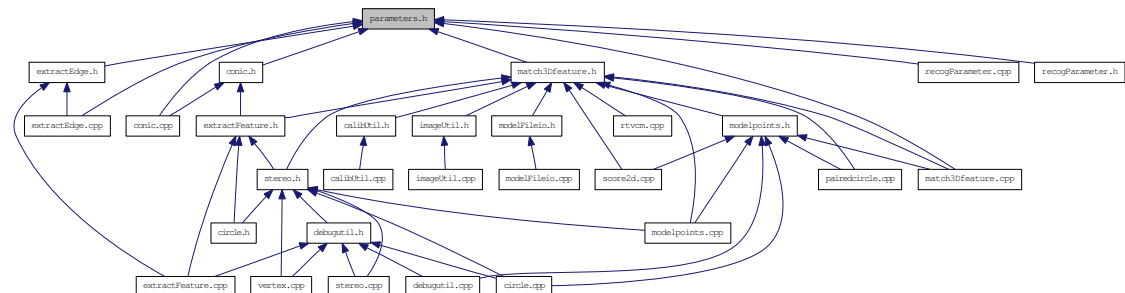 parameters.h
extractEdge.h
conic.h
match3Dfeature.h
recogParameter.cpp
recogParameter.h
extractEdge.cpp
conic.cpp
extractFeature.h
calibUtil.h
imageUtil.h
modelFileio.h
rtvcm.cpp
modelpoints.h
stereo.h
calibUtil.cpp
imageUtil.cpp
modelFileio.cpp
score2d.cpp
pairedcircle.cpp
match3Dfeature.cpp
circle.h
debugutil.h
modelpoints.cpp
extractFeature.cpp
vertex.cpp
stereo.cpp
debugutil.cpp
circle.cpp